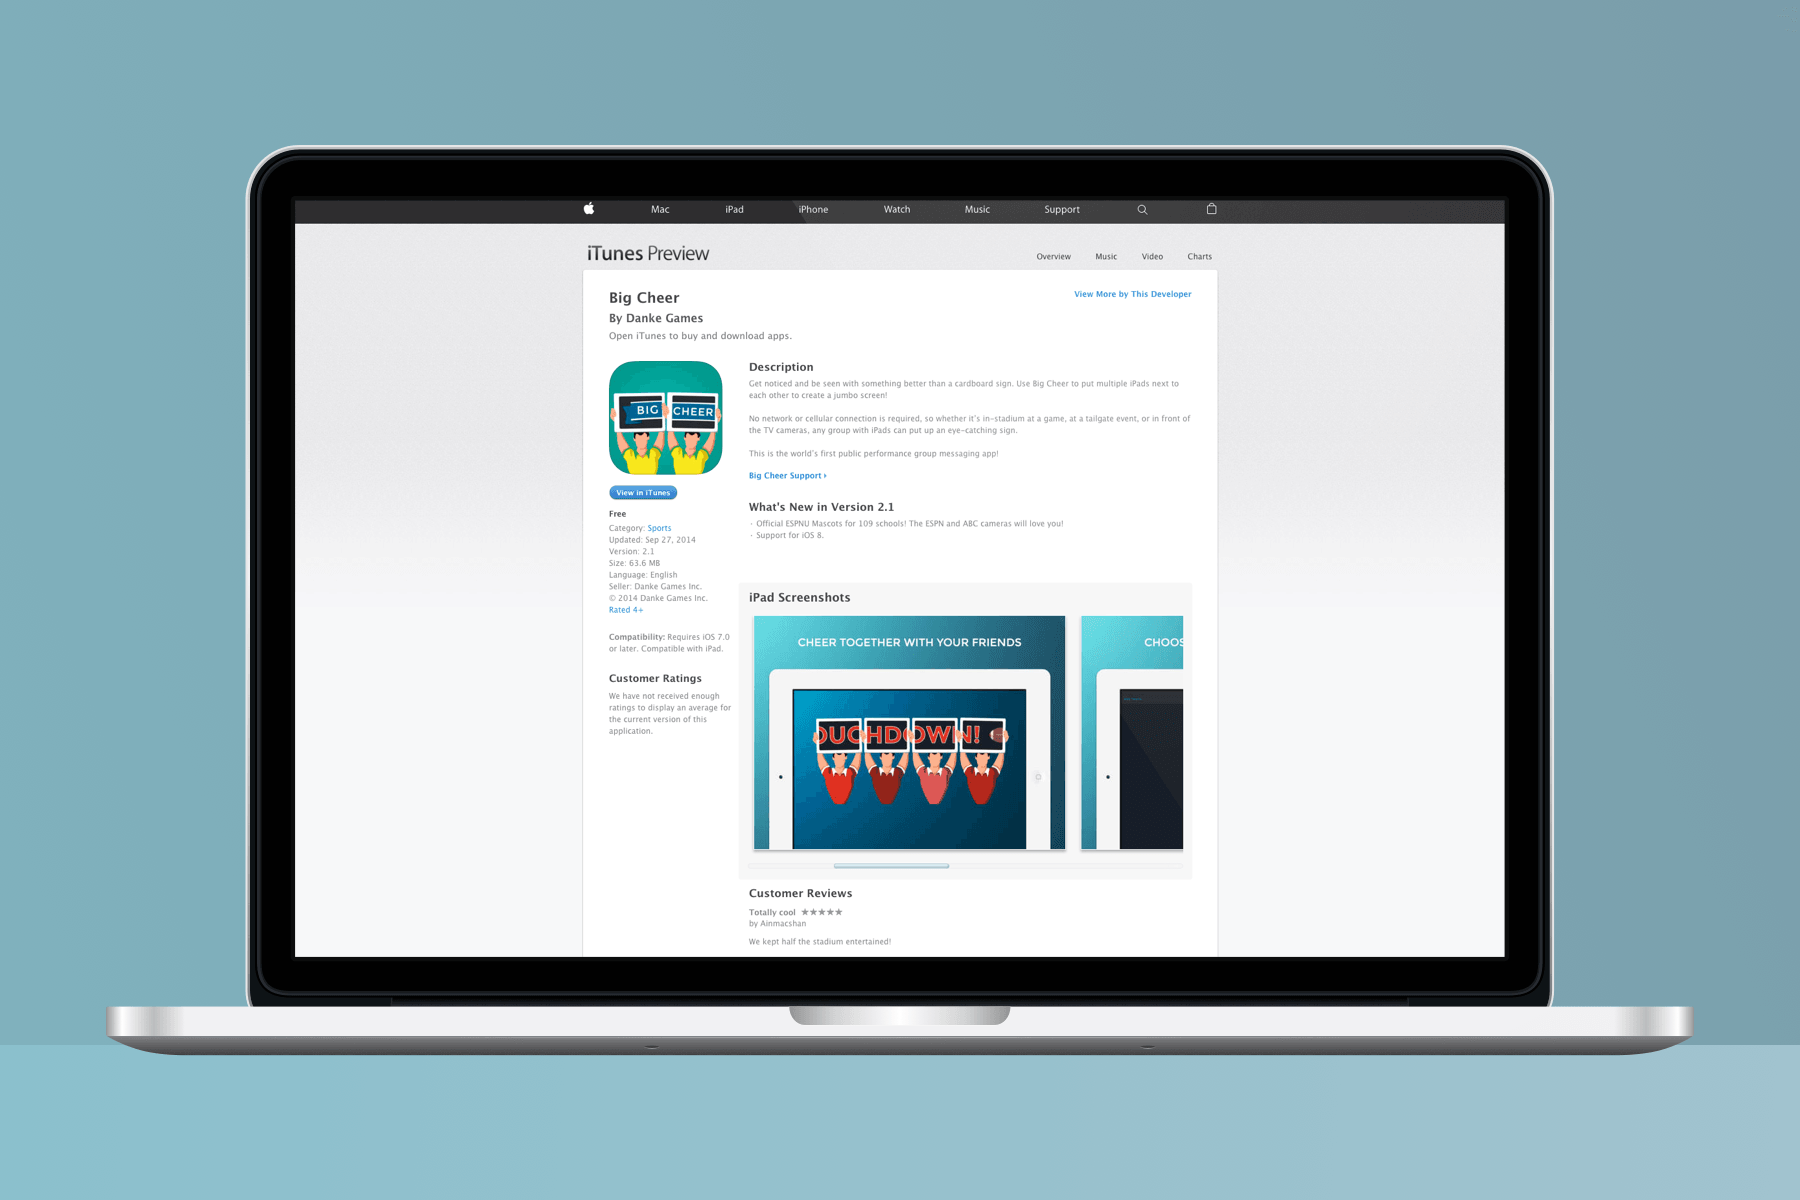 Mac iPad iPhone Watch Music Support
iTunes Preview
Overview Music Video Charts
Big Cheer
View More by This Developer
By Danke Games
Open iTunes to buy and download apps.
BIG CHEER
View in iTunes
Free
Category: Sports
Updated: Sep 27, 2014
Version: 2.1
Size: 63.6 MB
Language: English
Seller: Danke Games Inc.
© 2014 Danke Games Inc.
Rated 4+
Compatibility: Requires iOS 7.0
or later. Compatible with iPad.
Customer Ratings
We have not received enough
ratings to display an average for
the current version of this
application.
Description
Get noticed and be seen with something better than a cardboard sign. Use Big Cheer to put multiple iPads next to
each other to create a jumbo screen!
No network or cellular connection is required, so whether it's in-stadium at a game, at a tailgate event, or in front of
the TV cameras, any group with iPads can put up an eye-catching sign.
This is the world's first public performance group messaging app!
Big Cheer Support
What's New in Version 2.1
· Official ESPNU Mascots for 109 schools! The ESPN and ABC cameras will love you!
· Support for iOS 8.
iPad Screenshots
CHEER TOGETHER WITH YOUR FRIENDS
OUCHDOWN!
CHOOS
Customer Reviews
Totally cool ★★★★★
by Ainmacshan
We kept half the stadium entertained!